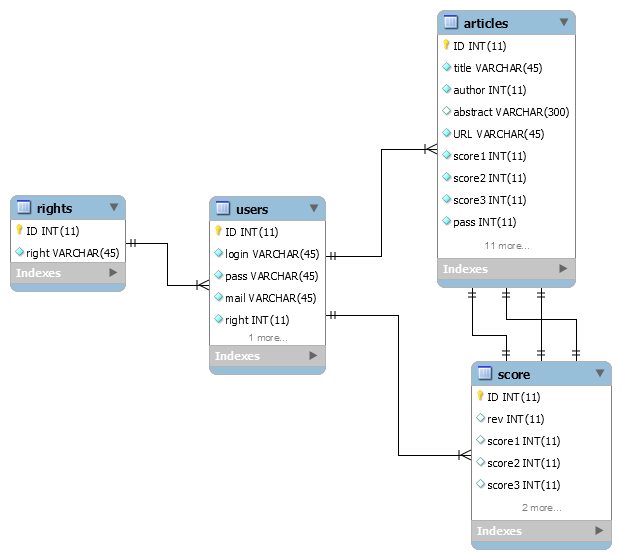 articles
ID INT(11)
title VARCHAR(45)
author INT(11)
abstract VARCHAR(300)
URL VARCHAR(45)
score1 INT(11)
score2 INT(11)
score3 INT(11)
pass INT(11)
11 more...
Indexes
rights
ID INT(11)
right VARCHAR(45)
Indexes
users
ID INT(11)
login VARCHAR(45)
pass VARCHAR(45)
mail VARCHAR(45)
right INT(11)
1 more...
Indexes
score
ID INT(11)
rev INT(11)
score1 INT(11)
score2 INT(11)
score3 INT(11)
2 more...
Indexes